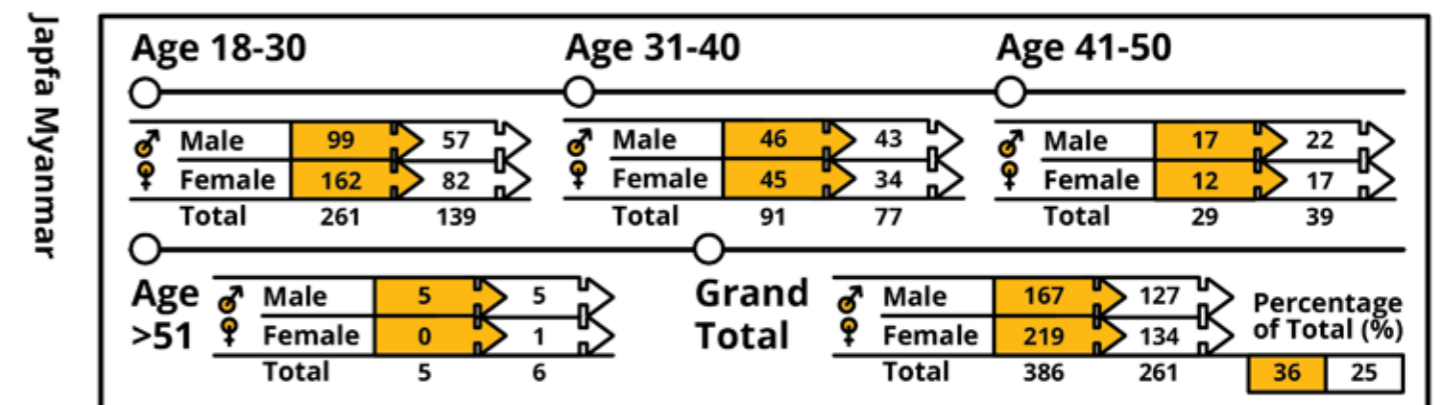 Japfa Myanmar
Age 18-30
Male 99 57
Female 162 82
Total 261 139
Age 31-40
Male 46 43
Female 45 34
Total 91 77
Age 41-50
Male 17 22
Female 12 17
Total 29 39
Age
>51
Male 5 5
Female 0 1
Total 5 6
Grand
Total
Male 167 127
Female 219 134
Total 386 261
Percentage
of Total (%)
36 25